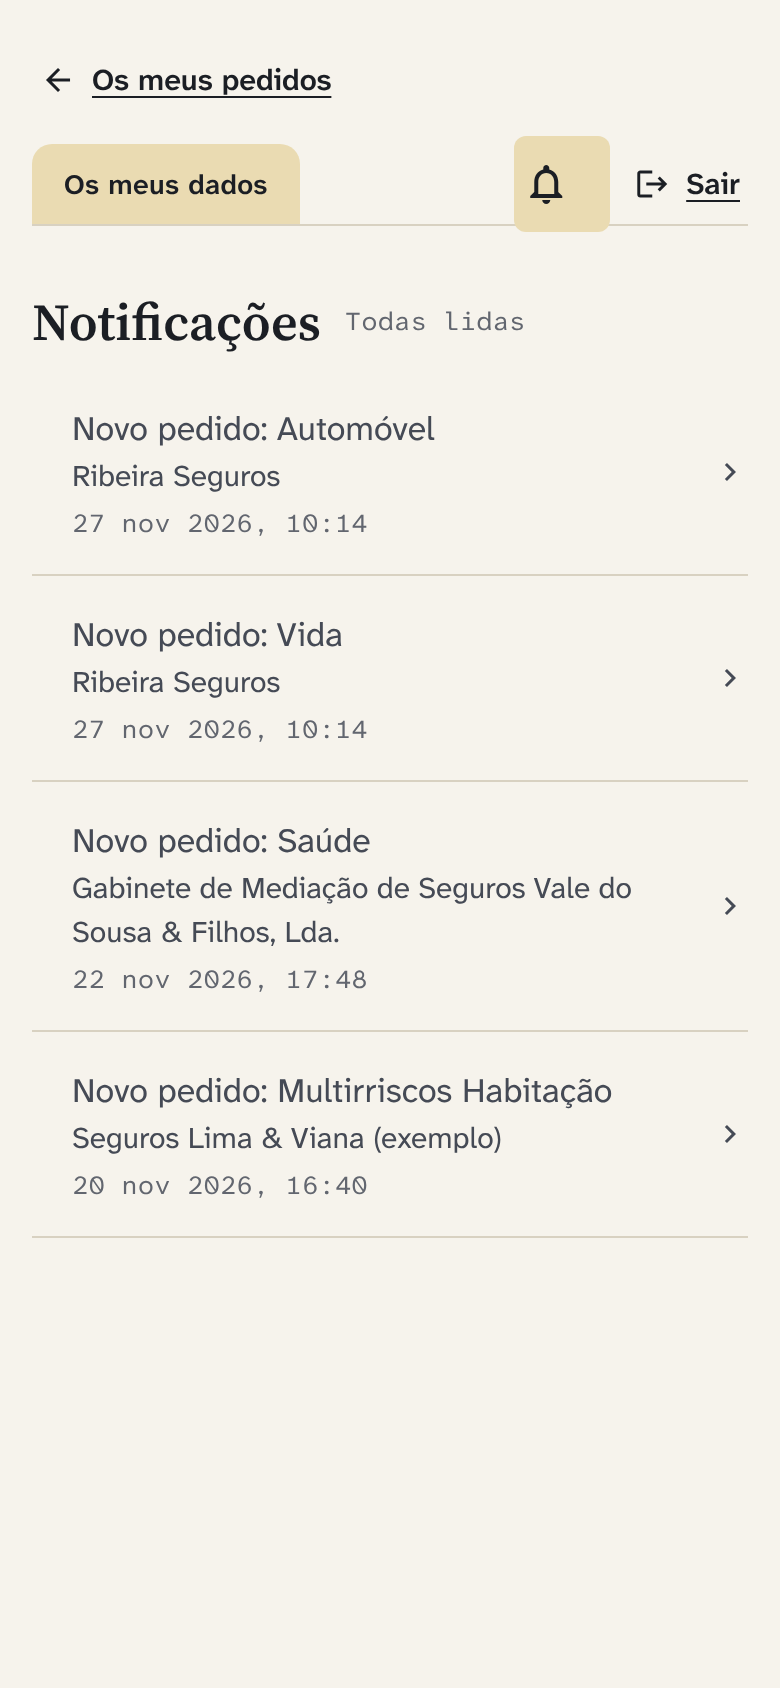 Os meus pedidos
Os meus dados
Sair
Notificações Todas lidas
Novo pedido: Automóvel
Ribeira Seguros
27 nov 2026, 10:14
Novo pedido: Vida
Ribeira Seguros
27 nov 2026, 10:14
Novo pedido: Saúde
Gabinete de Mediação de Seguros Vale do
Sousa & Filhos, Lda.
22 nov 2026, 17:48
Novo pedido: Multirriscos Habitação
Seguros Lima & Viana (exemplo)
20 nov 2026, 16:40